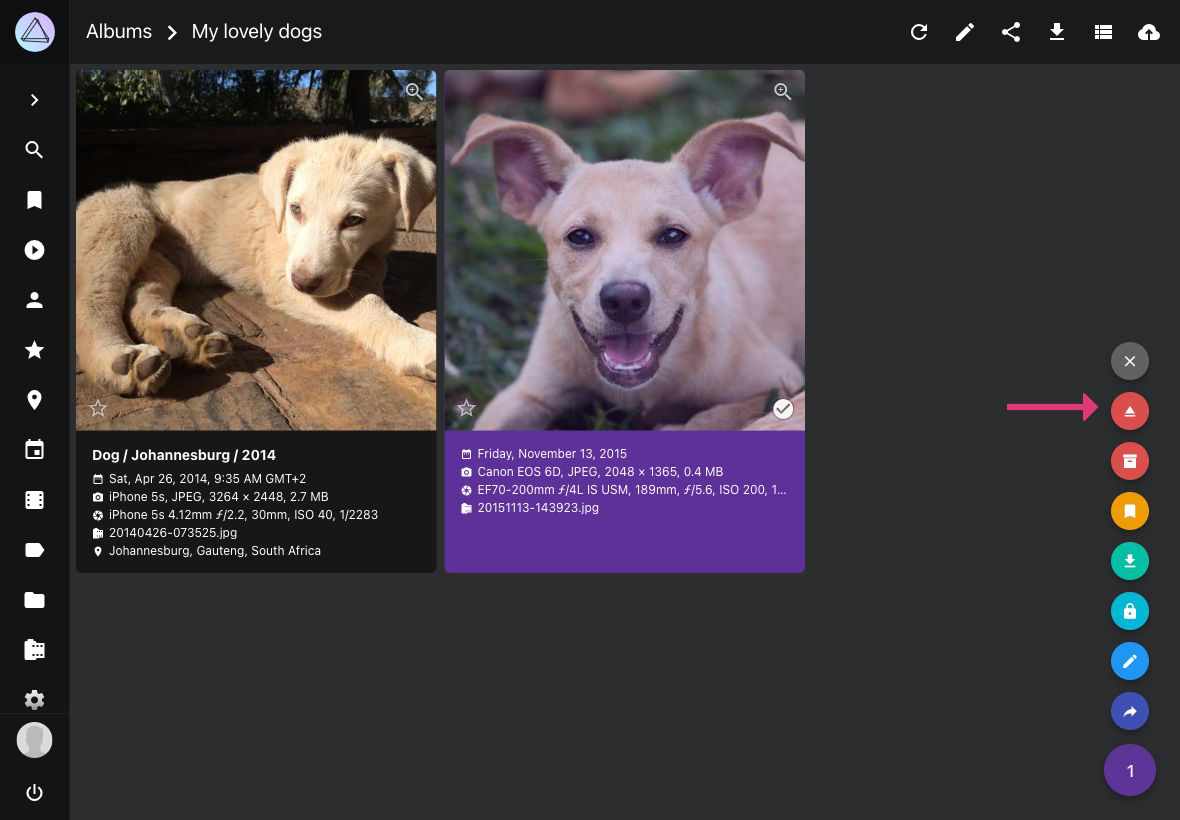 Albums > My lovely dogs
Dog / Johannesburg / 2014
Sat, Apr 26, 2014, 9:35 AM GMT+2
iPhone 5s, JPEG, 3264 × 2448, 2.7 MB
iPhone 5s 4.12mm ƒ/2.2, 30mm, ISO 40, 1/2283
20140426-073525.jpg
Johannesburg, Gauteng, South Africa
Friday, November 13, 2015
Canon EOS 6D, JPEG, 2048 × 1365, 0.4 MB
EF70-200mm ƒ/4L IS USM, 189mm, ƒ/5.6, ISO 200, 1...
20151113-143923.jpg
1